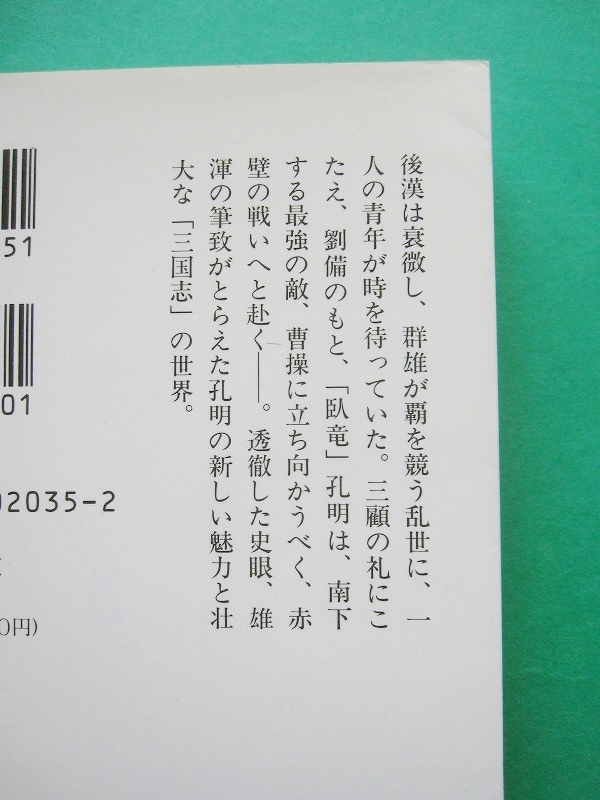 後漢は衰微し、群雄が覇を競う乱世に、一
人の青年が時を待っていた。三顧の礼にこ
たえ、劉備のもと、「臥竜」孔明は、南下
する最強の敵、曹操に立ち向かうべく、赤
壁の戦いへと赴く――。透徹した史眼、雄
渾の筆致がとらえた孔明の新しい魅力と壮
大な「三国志」の世界。
51
01
02035-2
0円)